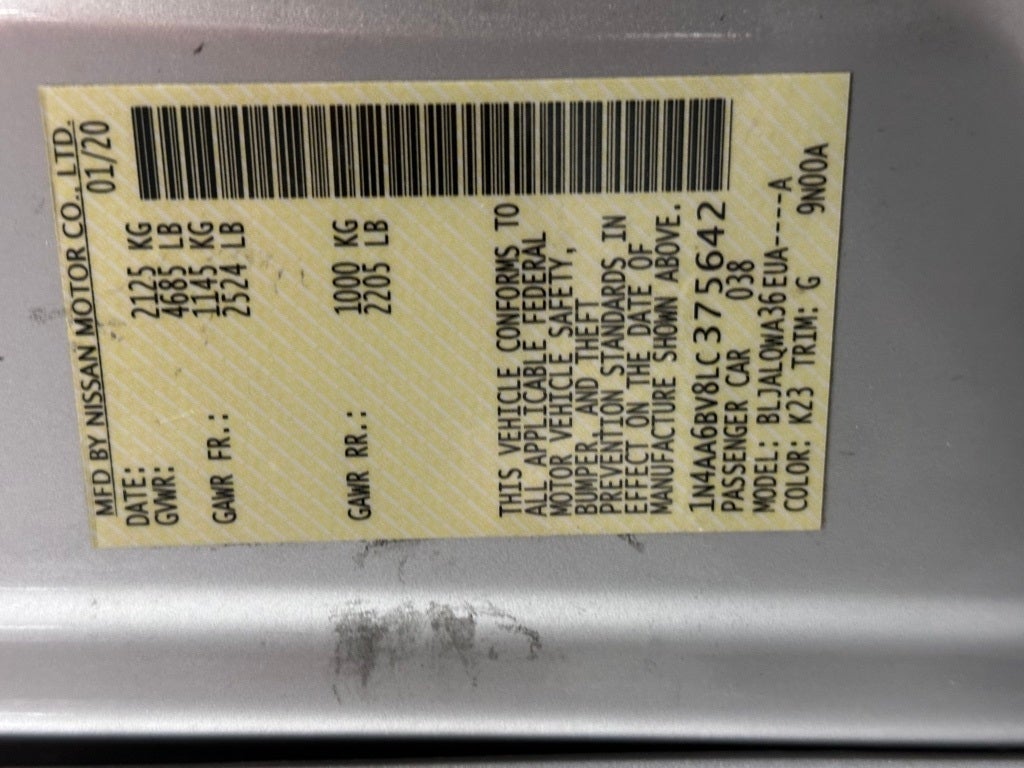 MFD BY NISSAN MOTOR CO., LTD.
DATE: 01/20
GVWR: 2125 KG
4685 LB
GAWR FR.: 1145 KG
2524 LB
GAWR RR.: 1000 KG
2205 LB
THIS VEHICLE CONFORMS TO
ALL APPLICABLE FEDERAL
MOTOR VEHICLE SAFETY,
BUMPER, AND THEFT
PREVENTION STANDARDS IN
EFFECT ON THE DATE OF
MANUFACTURE SHOWN ABOVE.
1N4AA6BV8LC375642
PASSENGER CAR 038
MODEL: BLJALQWA36EUA-----A
COLOR: K23 TRIM: G 9N00A